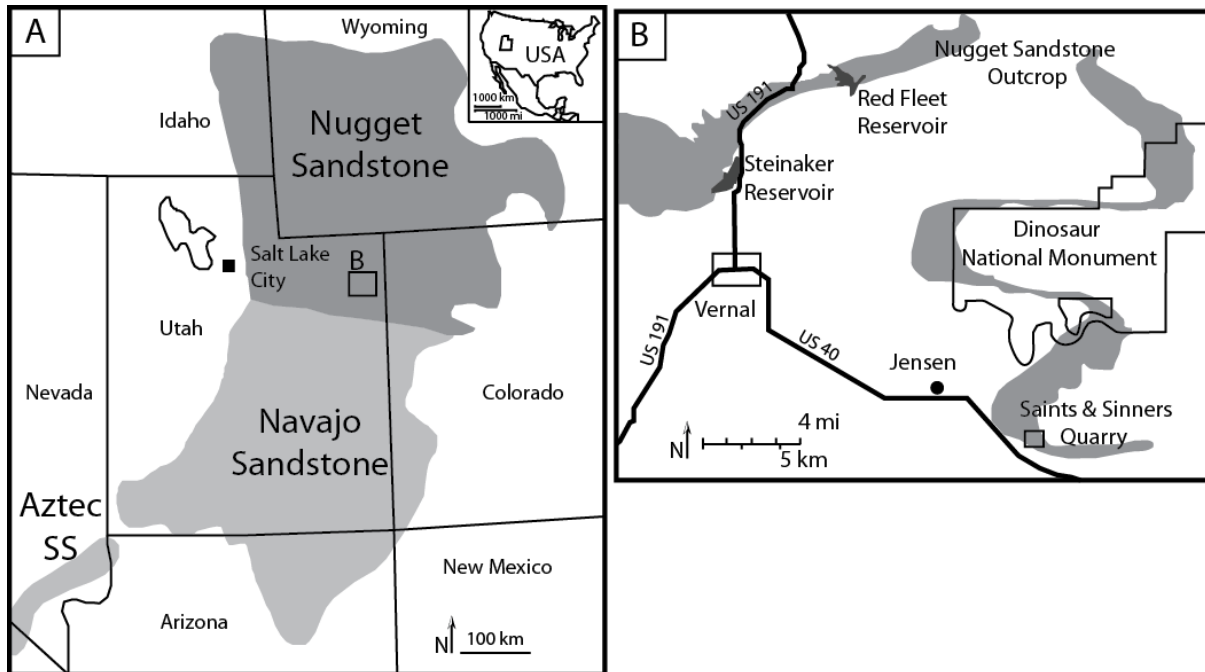 A
Wyoming
USA
1000 km
1000 mi
Idaho
Nugget
Sandstone
Salt Lake
City
B
Utah
Nevada
Colorado
Navajo
Sandstone
Aztec
SS
New Mexico
Arizona
N
100 km
B
Nugget Sandstone
Outcrop
US 191
Red Fleet
Reservoir
Steinaker
Reservoir
Dinosaur
National Monument
Vernal
US 191
US 40
Jensen
4 mi
N
5 km
Saints & Sinners
Quarry